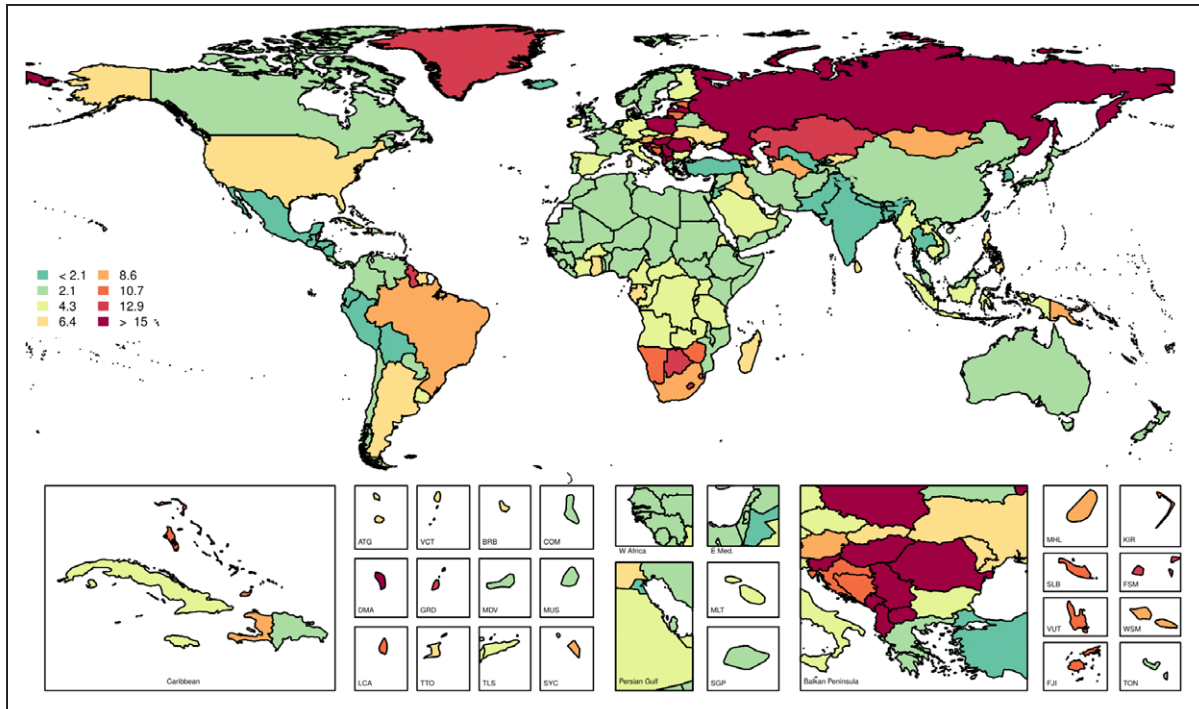 < 2.1
8.6
2.1
10.7
4.3
12.9
6.4
> 15
Caribbean
ATG
VCT
BRB
COM
DMA
GRD
MDV
MUS
LCA
TTO
TLS
SYC
W Africa
E Med.
Persian Gulf
MLT
SGP
Balkan Peninsula
MHL
KIR
SLB
FSM
VUT
WSM
FJI
TON